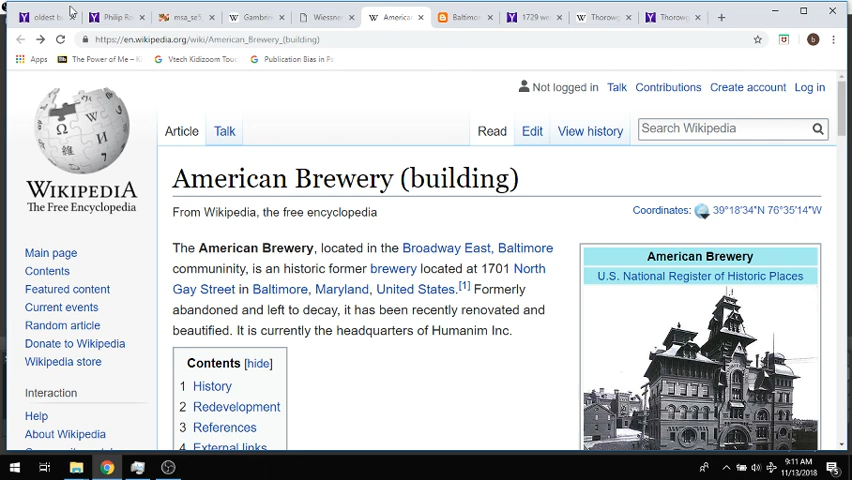 oldest b
Philip R
msa_se5
Gambrin
Wiessner
America
Baltimor
1729 we
Thorow
Thorow
https://en.wikipedia.org/wiki/American_Brewery_(building)
Apps
The Power of Me – K
Vtech Kidizoom Tou
Publication Bias in P
Not logged in Talk Contributions Create account Log in
Article Talk Read Edit View history Search Wikipedia
WIKIPEDIA
The Free Encyclopedia
American Brewery (building)
From Wikipedia, the free encyclopedia
Coordinates: 39°18′34″N 76°35′14″W
Main page
Contents
Featured content
Current events
Random article
Donate to Wikipedia
Wikipedia store
Interaction
Help
About Wikipedia
The American Brewery, located in the Broadway East, Baltimore
communinity, is an historic former brewery located at 1701 North
Gay Street in Baltimore, Maryland, United States.[1] Formerly
abandoned and left to decay, it has been recently renovated and
beautified. It is currently the headquarters of Humanim Inc.
Contents [hide]
1 History
2 Redevelopment
3 References
4 External links
American Brewery
U.S. National Register of Historic Places
9:11 AM
11/13/2018